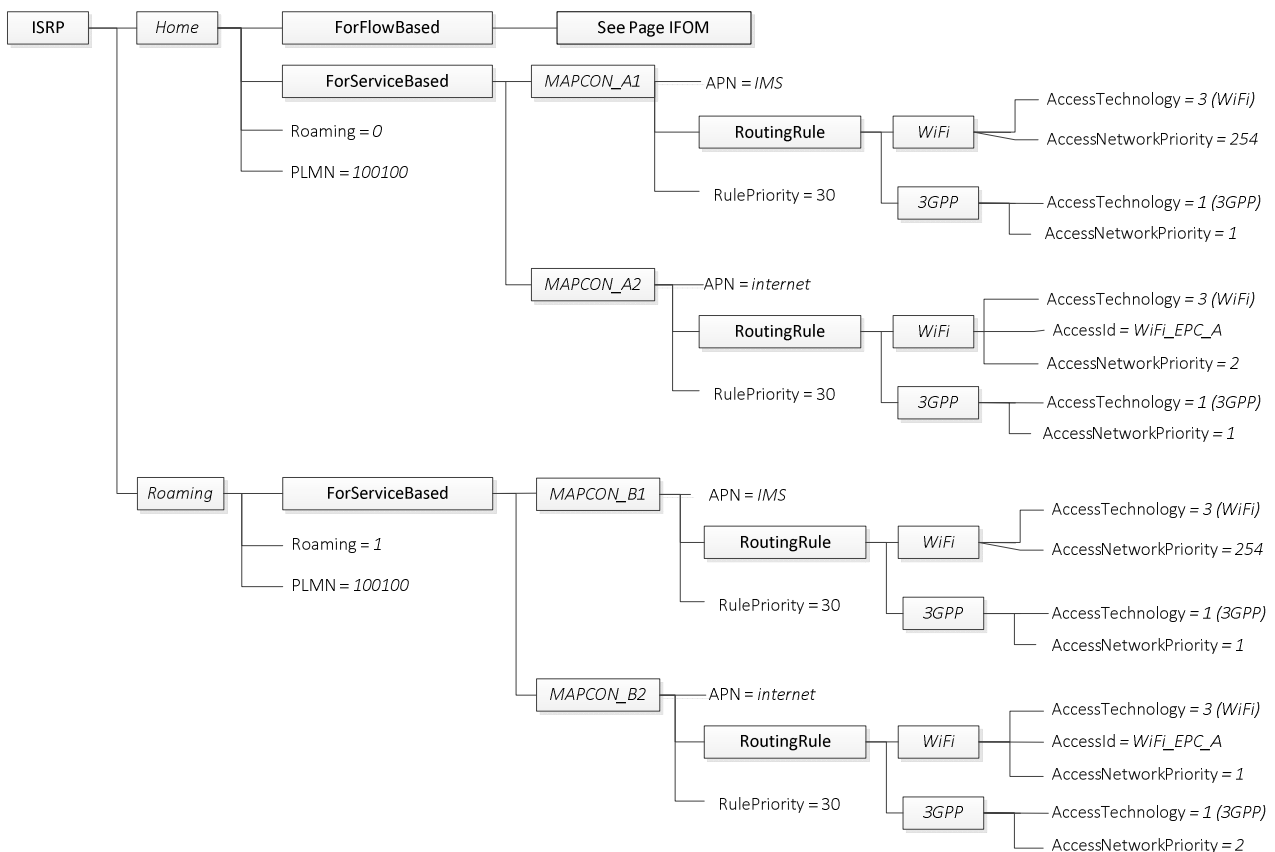 ISRP Home ForFlowBased See Page IFOM
ForServiceBased MAPCON_A1 APN = IMS
AccessTechnology = 3 (WiFi)
Roaming = 0 RoutingRule WiFi AccessNetworkPriority = 254
PLMN = 100100
RulePriority = 30 3GPP AccessTechnology = 1 (3GPP)
AccessNetworkPriority = 1
MAPCON_A2 APN = internet
AccessTechnology = 3 (WiFi)
RoutingRule WiFi AccessId = WiFi_EPC_A
AccessNetworkPriority = 2
RulePriority = 30 3GPP AccessTechnology = 1 (3GPP)
AccessNetworkPriority = 1
Roaming ForServiceBased MAPCON_B1 APN = IMS
AccessTechnology = 3 (WiFi)
Roaming = 1 RoutingRule WiFi AccessNetworkPriority = 254
PLMN = 100100
RulePriority = 30 3GPP AccessTechnology = 1 (3GPP)
AccessNetworkPriority = 1
MAPCON_B2 APN = internet
AccessTechnology = 3 (WiFi)
RoutingRule WiFi AccessId = WiFi_EPC_A
AccessNetworkPriority = 1
RulePriority = 30 3GPP AccessTechnology = 1 (3GPP)
AccessNetworkPriority = 2